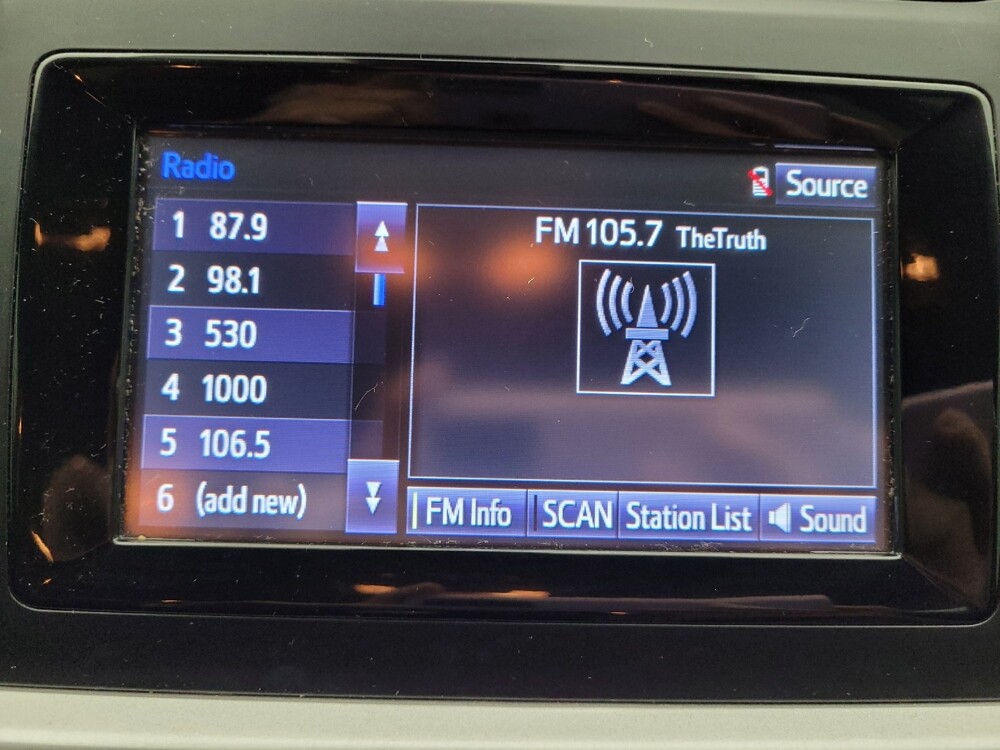 Radio
Source
1 87.9
2 98.1
3 530
4 1000
5 106.5
6 (add new)
FM 105.7 TheTruth
FM Info
SCAN
Station List
Sound